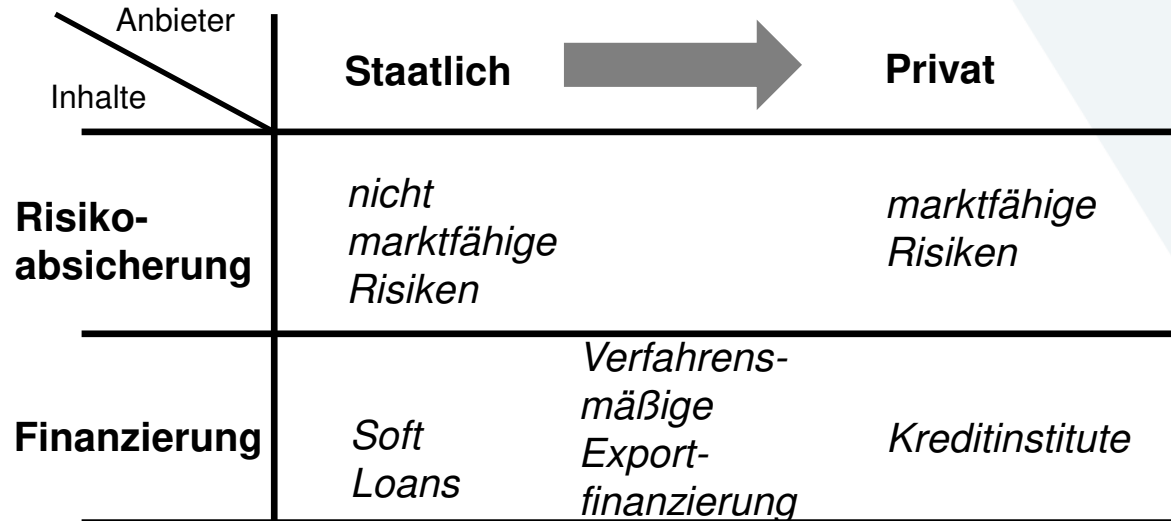 Anbieter
Inhalte
Staatlich
Privat
Risiko-
absicherung
nicht
marktfähige
Risiken
marktfähige
Risiken
Finanzierung
Soft
Loans
Verfahrens-
mäßige
Export-
finanzierung
Kreditinstitute